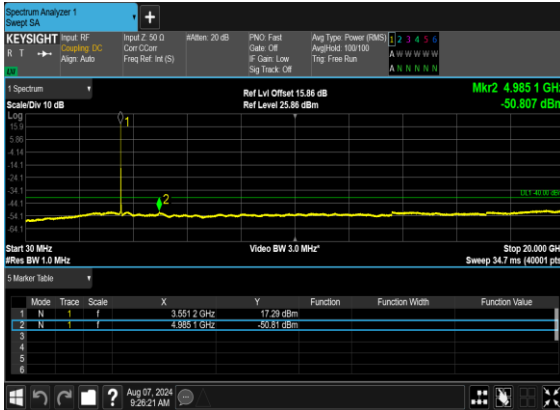 Spectrum Analyzer 1
Swept SA
+
KEYSIGHT Input: RF Input Z: 50 Ω #Atten: 20 dB PNO: Fast Avg Type: Power (RMS) 1 2 3 4 5 6
R T Coupling: DC Corr CCorr Gate: Off Avg|Hold: 100/100 A W W W W W
Align: Auto Freq Ref: Int (S) IF Gain: Low Trig: Free Run
Sig Track: Off A N N N N N
1 Spectrum Ref Lvl Offset 15.86 dB Mkr2 4.985 1 GHz
Scale/Div 10 dB Ref Level 25.86 dBm -50.807 dBm
Log
15.9
5.86
-4.14
-14.1
-24.1
-34.1
-44.1
-54.1
-64.1
1
2
DL1 -40.00 dBm
Start 30 MHz Video BW 3.0 MHz* Stop 20.000 GHz
#Res BW 1.0 MHz Sweep 34.7 ms (40001 pts)
5 Marker Table
Mode Trace Scale X Y Function Function Width Function Value
1 N 1 f 3.551 2 GHz 17.29 dBm
2 N 1 f 4.985 1 GHz -50.81 dBm
3
4
5
6
? Aug 07, 2024
9:26:21 AM